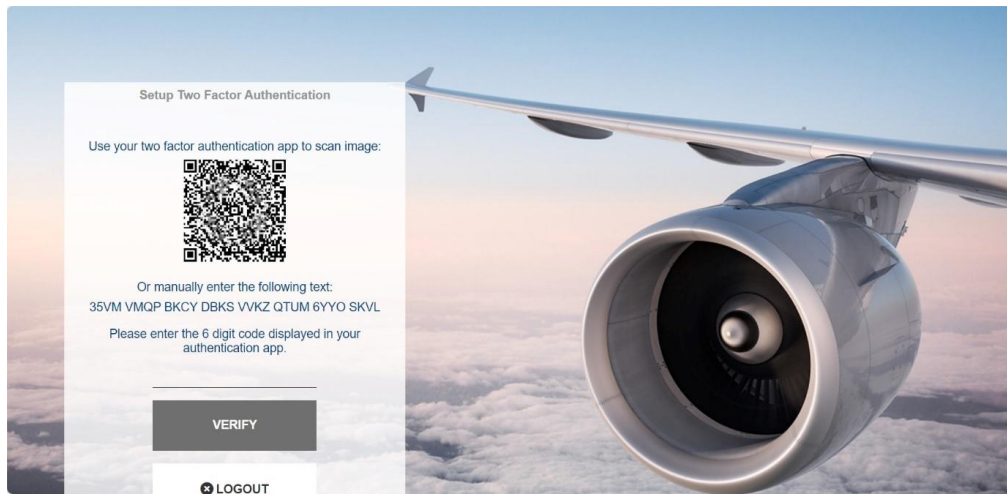 Setup Two Factor Authentication
Use your two factor authentication app to scan image:
Or manually enter the following text:
35VM VMQP BKCY DBKS VVKZ QTUM 6YYO SKVL
Please enter the 6 digit code displayed in your
authentication app.
VERIFY
LOGOUT